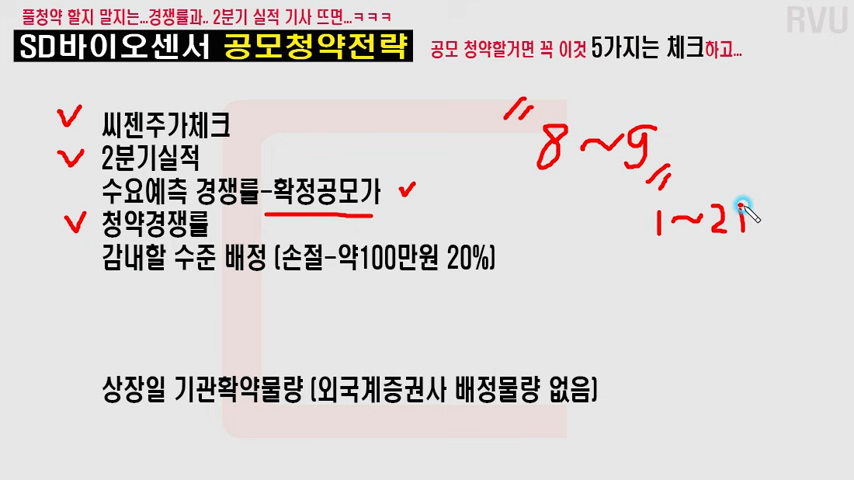 풀청약 할지 말지는...경쟁률과.. 2분기 실적 기사 뜨면...ㅋㅋㅋ
RVU
SD바이오센서 공모청약전략 공모 청약할거면 꼭 이것 5가지는 체크하고...
씨젠주가체크
2분기실적
수요예측 경쟁률-확정공모가
청약경쟁률
감내할 수준 배정 (손절-약100만원 20%)
상장일 기관확약물량 (외국계증권사 배정물량 없음)
"8~9"
1~2